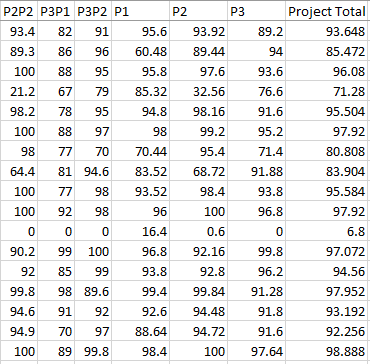 P2P2 P3P1 P3P2 P1 P2 P3 Project Total
93.4 82 91 95.6 93.92 89.2 93.648
89.3 86 96 60.48 89.44 94 85.472
100 88 95 95.8 97.6 93.6 96.08
21.2 67 79 85.32 32.56 76.6 71.28
98.2 78 95 94.8 98.16 91.6 95.504
100 88 97 98 99.2 95.2 97.92
98 77 70 70.44 95.4 71.4 80.808
64.4 81 94.6 83.52 68.72 91.88 83.904
100 77 98 93.52 98.4 93.8 95.584
100 92 98 96 100 96.8 97.92
0 0 0 16.4 0.6 0 6.8
90.2 99 100 96.8 92.16 99.8 97.072
92 85 99 93.8 92.8 96.2 94.56
99.8 98 89.6 99.4 99.84 91.28 97.952
94.6 91 92 92.6 94.48 91.8 93.192
94.9 70 97 88.64 94.72 91.6 92.256
100 89 99.8 98.4 100 97.64 98.888